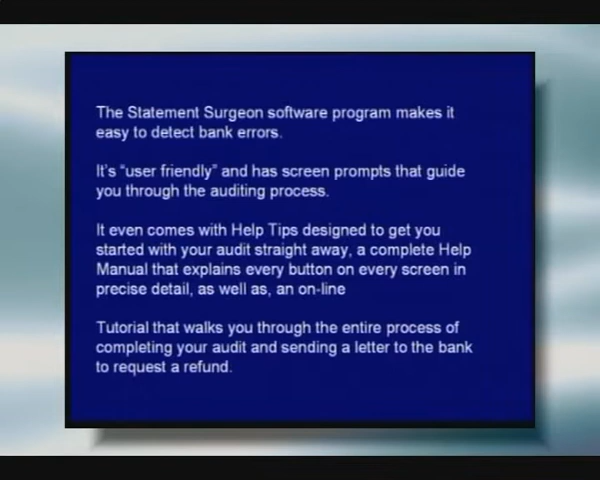 The Statement Surgeon software program makes it
easy to detect bank errors.
It's “user friendly” and has screen prompts that guide
you through the auditing process.
It even comes with Help Tips designed to get you
started with your audit straight away, a complete Help
Manual that explains every button on every screen in
precise detail, as well as, an on-line
Tutorial that walks you through the entire process of
completing your audit and sending a letter to the bank
to request a refund.